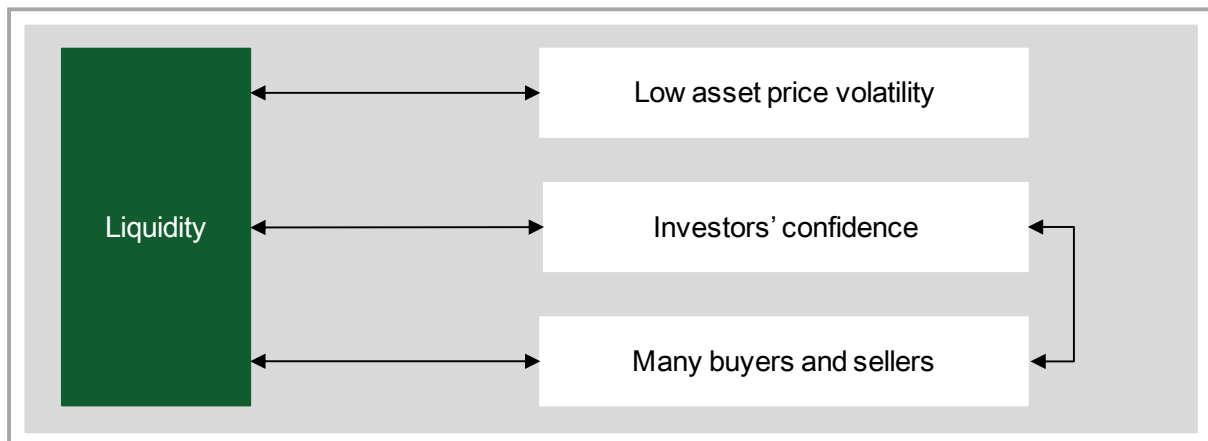 Low asset price volatility
Liquidity
Investors’ confidence
Many buyers and sellers